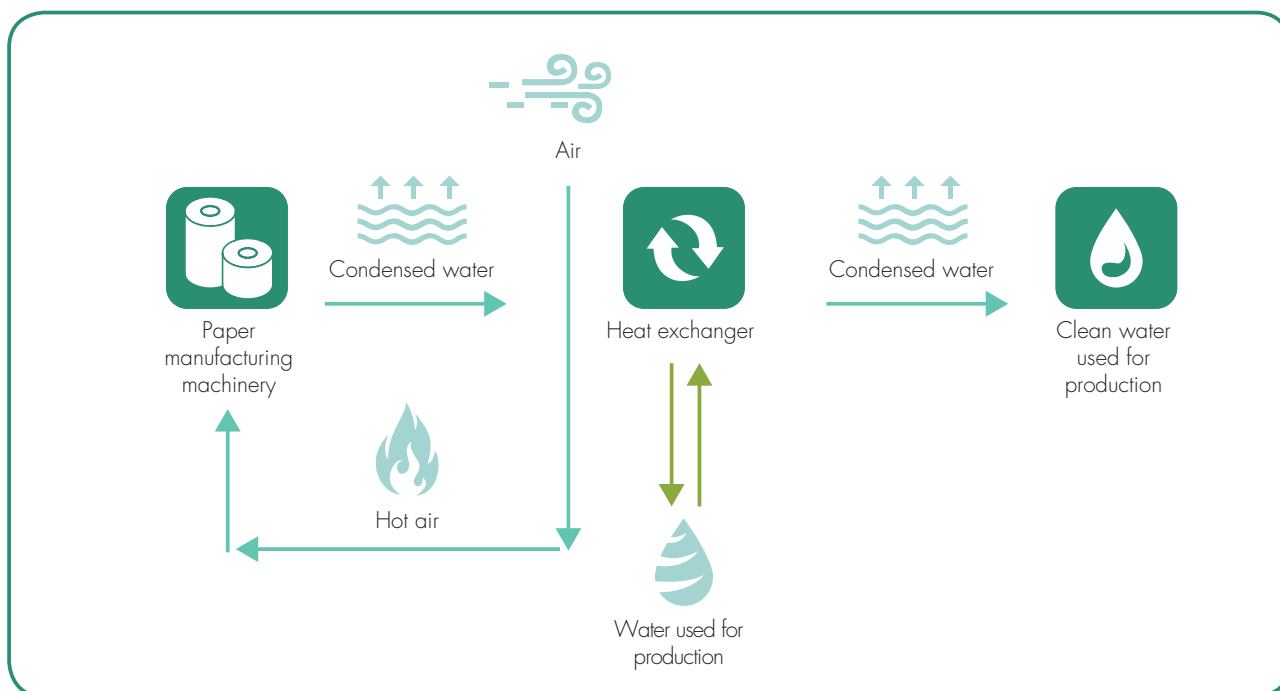 Air
Condensed water
Condensed water
Paper
manufacturing
machinery
Heat exchanger
Clean water
used for
production
Hot air
Water used for
production